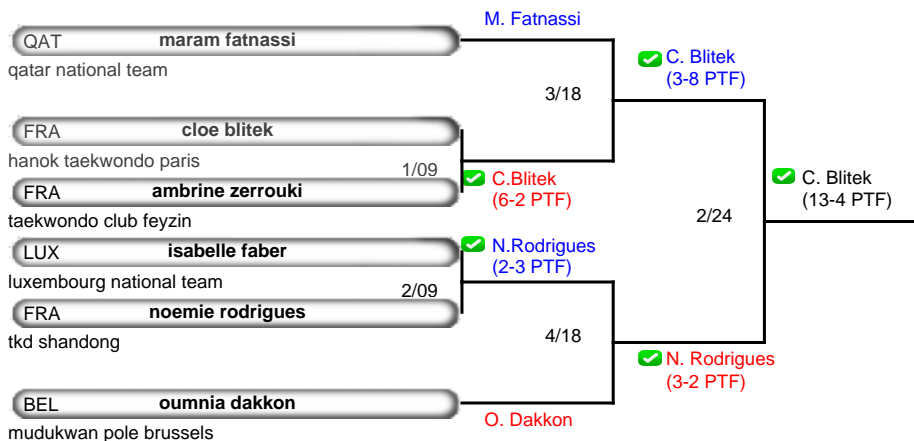 M. Fatnassi
QAT maram fatnassi
qatar national team
C. Blitek
(3-8 PTF)
3/18
FRA cloe blitek
hanok taekwondo paris
1/09
C.Blitek
(6-2 PTF)
FRA ambrine zerrouki
taekwondo club feyzin
C. Blitek
(13-4 PTF)
2/24
LUX isabelle faber
luxembourg national team
N.Rodrigues
(2-3 PTF)
2/09
FRA noemie rodrigues
tkd shandong
4/18
N. Rodrigues
(3-2 PTF)
BEL oumnia dakkon
mudukwan pole brussels
O. Dakkon